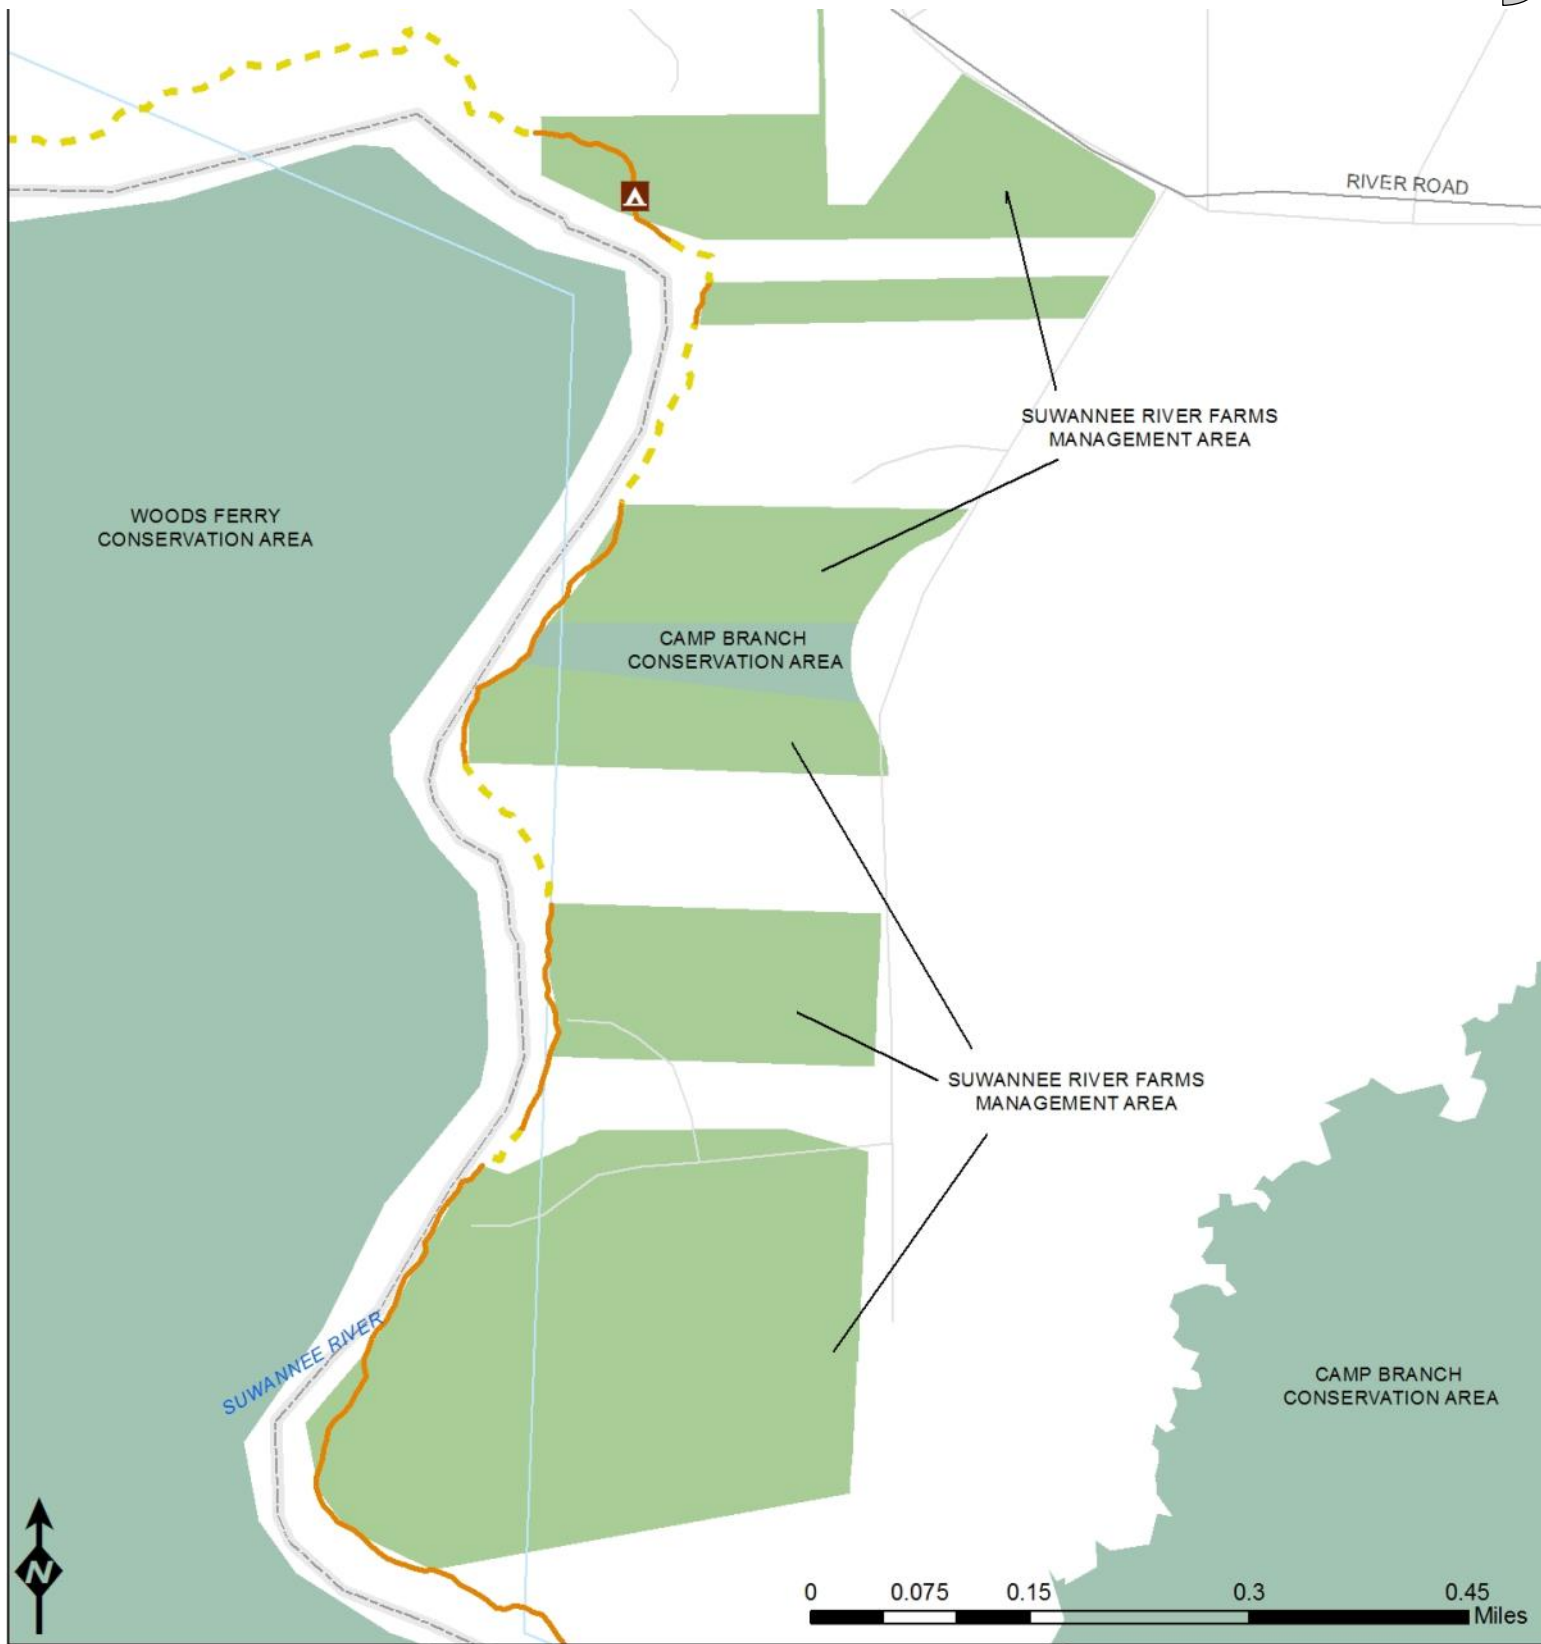 RIVER ROAD
SUWANNEE RIVER FARMS
MANAGEMENT AREA
WOODS FERRY
CONSERVATION AREA
CAMP BRANCH
CONSERVATION AREA
SUWANNEE RIVER FARMS
MANAGEMENT AREA
SUWANNEE RIVER
CAMP BRANCH
CONSERVATION AREA
N
0 0.075 0.15 0.3 0.45
Miles